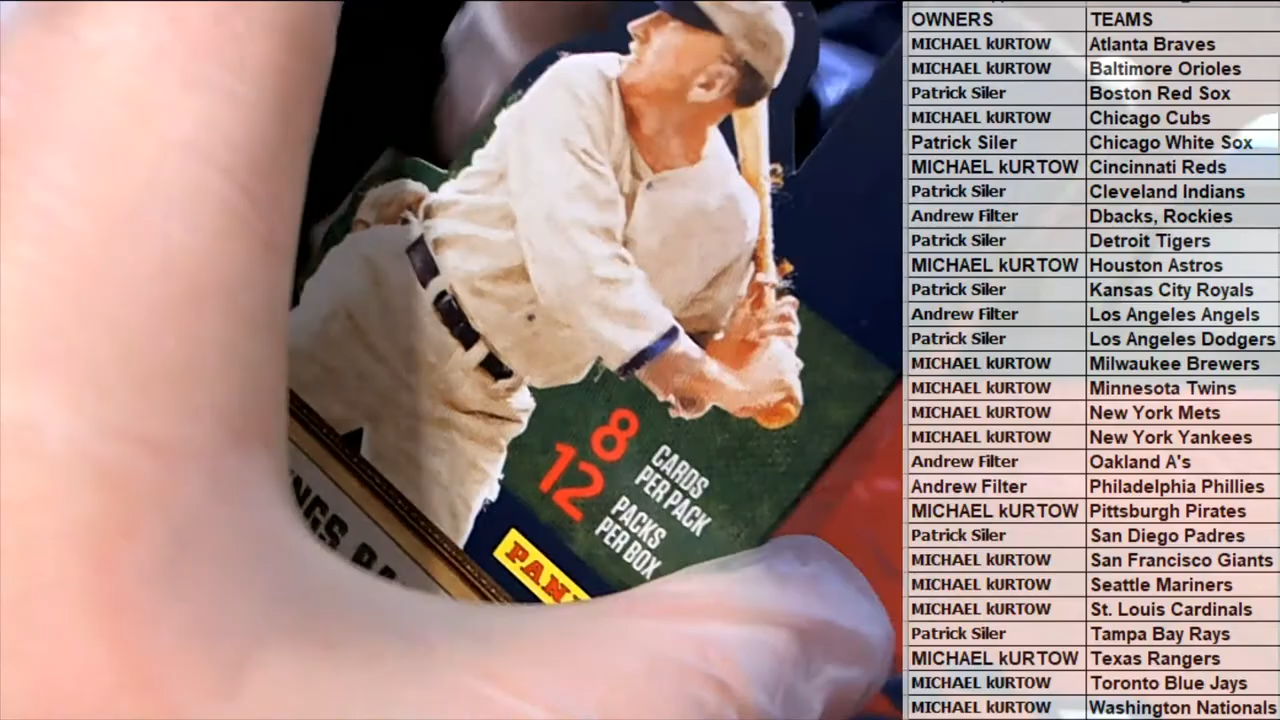 8 CARDS PER PACK
12 PACKS PER BOX
OWNERS TEAMS
MICHAEL kURTOW Atlanta Braves
MICHAEL kURTOW Baltimore Orioles
Patrick Siler Boston Red Sox
MICHAEL kURTOW Chicago Cubs
Patrick Siler Chicago White Sox
MICHAEL kURTOW Cincinnati Reds
Patrick Siler Cleveland Indians
Andrew Filter Dbacks, Rockies
Patrick Siler Detroit Tigers
MICHAEL kURTOW Houston Astros
Patrick Siler Kansas City Royals
Andrew Filter Los Angeles Angels
Patrick Siler Los Angeles Dodgers
MICHAEL kURTOW Milwaukee Brewers
MICHAEL kURTOW Minnesota Twins
MICHAEL kURTOW New York Mets
MICHAEL kURTOW New York Yankees
Andrew Filter Oakland A's
Andrew Filter Philadelphia Phillies
MICHAEL kURTOW Pittsburgh Pirates
Patrick Siler San Diego Padres
MICHAEL kURTOW San Francisco Giants
MICHAEL kURTOW Seattle Mariners
MICHAEL kURTOW St. Louis Cardinals
Patrick Siler Tampa Bay Rays
MICHAEL kURTOW Texas Rangers
MICHAEL kURTOW Toronto Blue Jays
MICHAEL kURTOW Washington Nationals